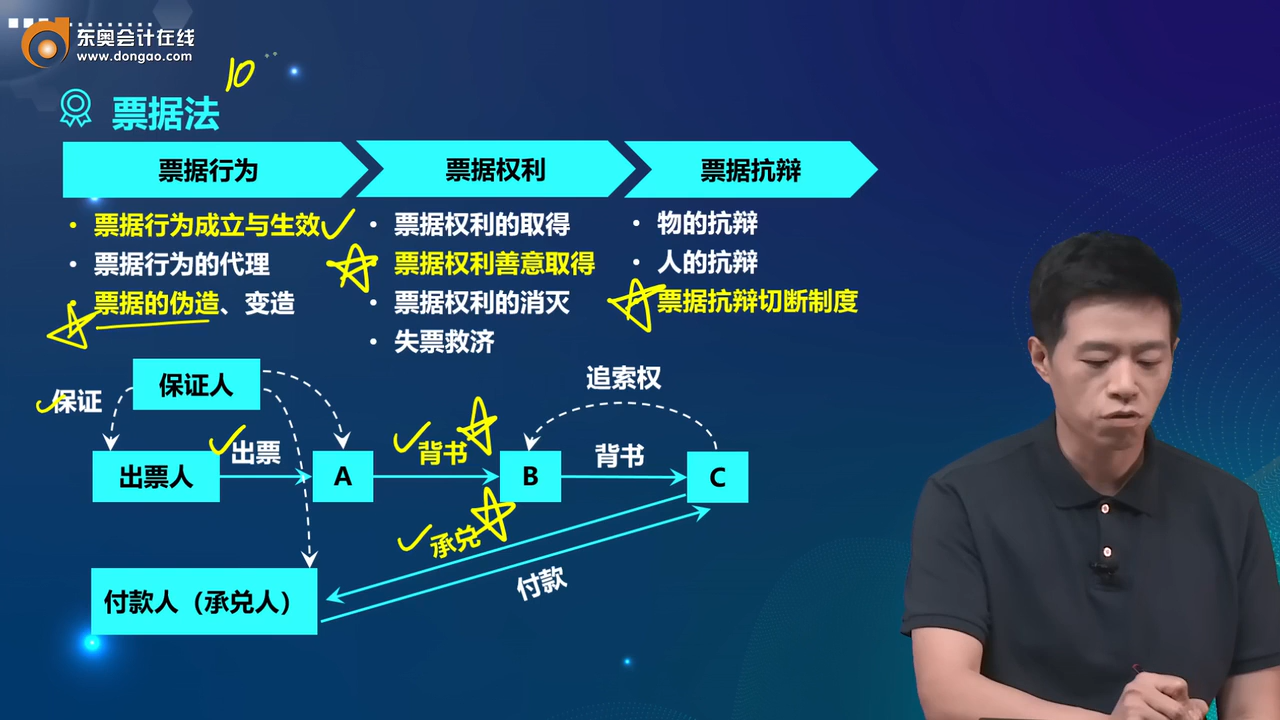 东奥会计在线
www.dongao.com
10
票据法
票据行为
票据权利
票据抗辩
• 票据行为成立与生效
• 票据行为的代理
• 票据的伪造、变造
• 票据权利的取得
• 票据权利善意取得
• 票据权利的消灭
• 失票救济
• 物的抗辩
• 人的抗辩
• 票据抗辩切断制度
保证人
追索权
保证
出票
背书
背书
出票人
A
B
C
承兑
付款
付款人（承兑人）